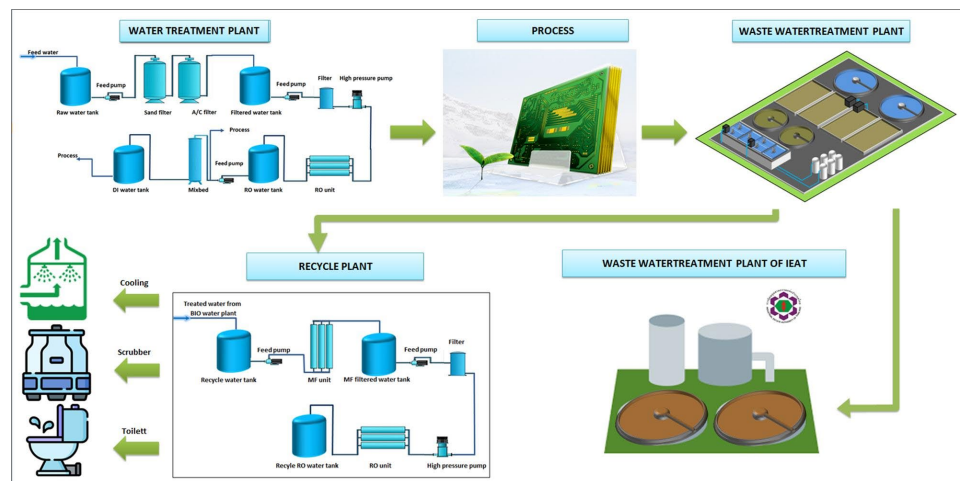 WATER TREATMENT PLANT
Feed water
Feed pump
Raw water tank
Sand filter
A/C filter
Feed pump
Filtered water tank
Filter
High pressure pump
Process
Process
DI water tank
Mixbed
Feed pump
RO water tank
RO unit
PROCESS
WASTE WATERTREATMENT PLANT
RECYCLE PLANT
Treated water from
BIO water plant
Recycle water tank
Feed pump
MF unit
MF filtered water tank
Feed pump
Filter
Recyle RO water tank
RO unit
High pressure pump
Cooling
Scrubber
Toilett
WASTE WATERTREATMENT PLANT OF IEAT